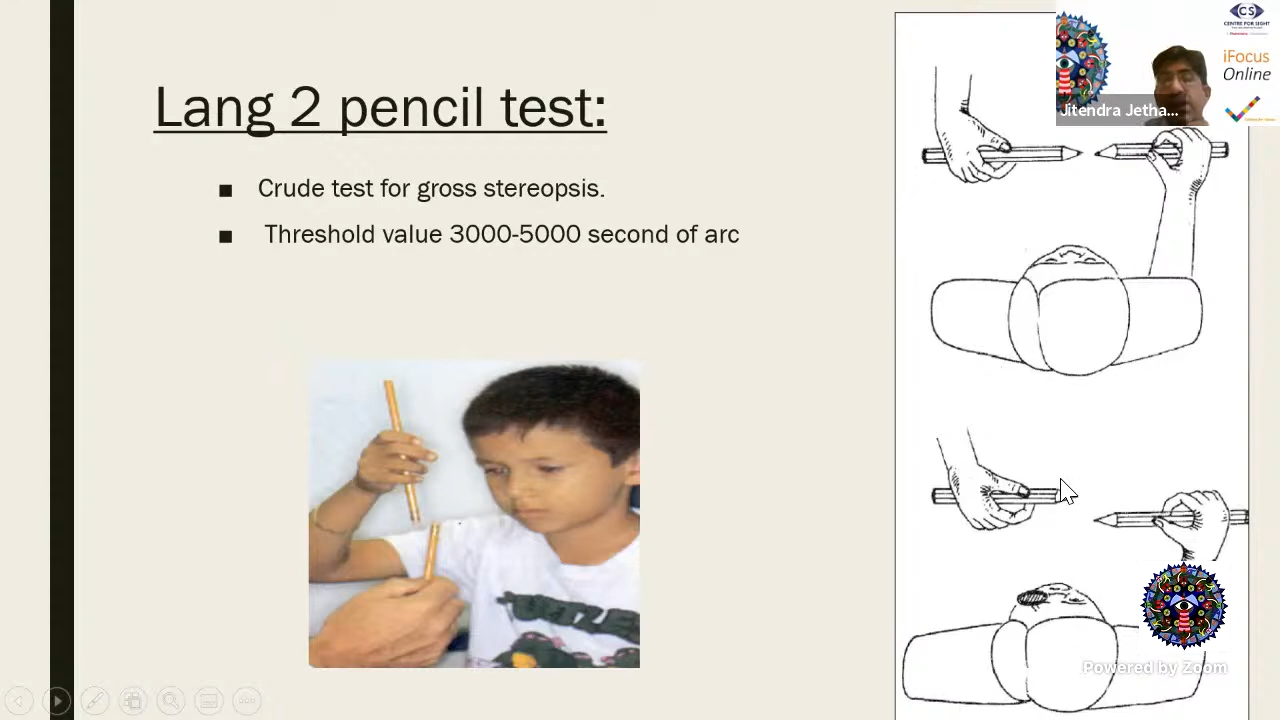 Lang 2 pencil test:
■ Crude test for gross stereopsis.
■ Threshold value 3000-5000 second of arc
CS
CENTRE FOR SIGHT
iFocus
Online
Jitendra Jetha...
TURTLE
Powered by Zoom